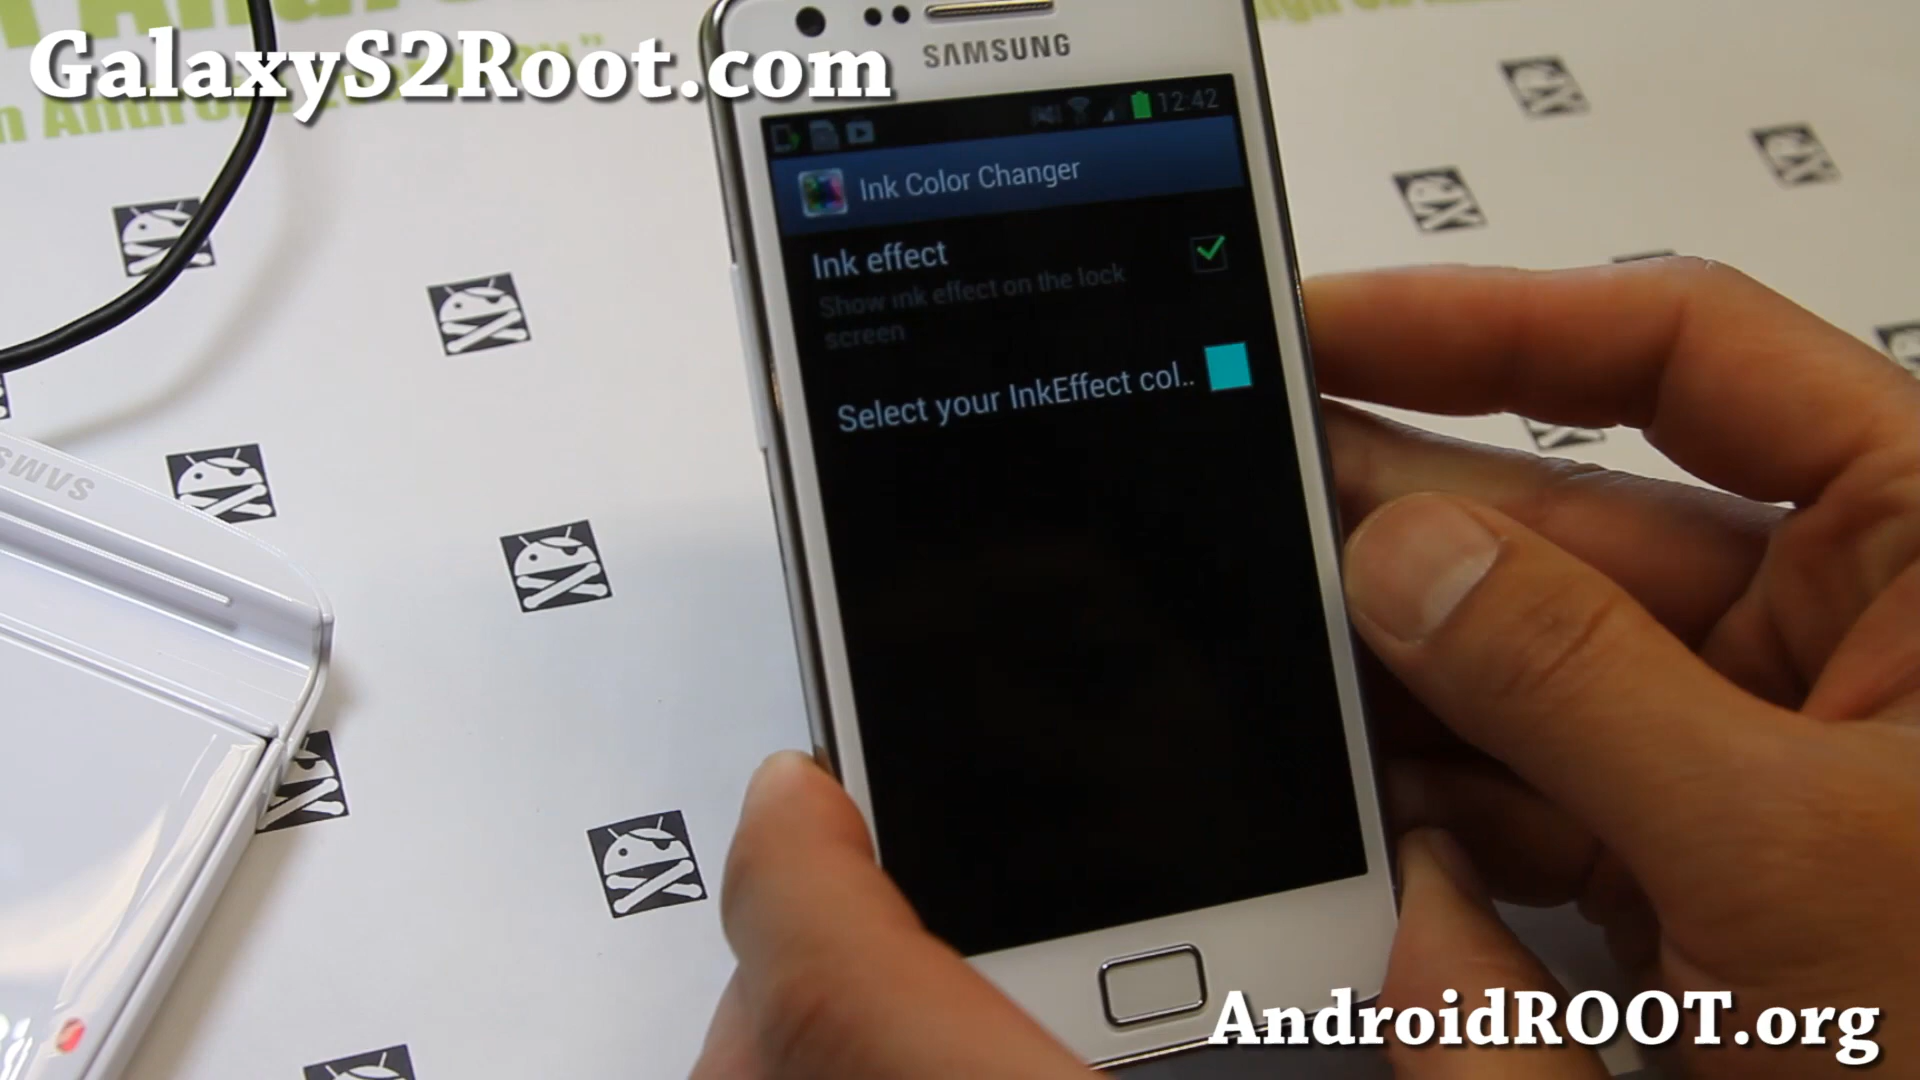 GalaxyS2Root.com
SAMSUNG
12:42
Ink Color Changer
Ink effect
Show ink effect on the lock
screen
Select your InkEffect col..
SAMS
AndroidROOT.org